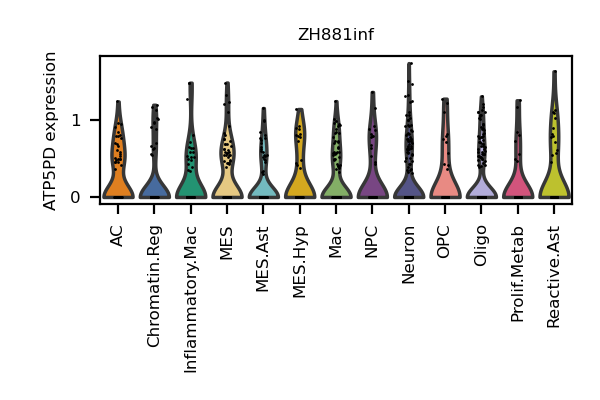 ZH881inf
ATP5PD expression
1
0
AC
Chromatin.Reg
Inflammatory.Mac
MES
MES.Ast
MES.Hyp
Mac
NPC
Neuron
OPC
Oligo
Prolif.Metab
Reactive.Ast